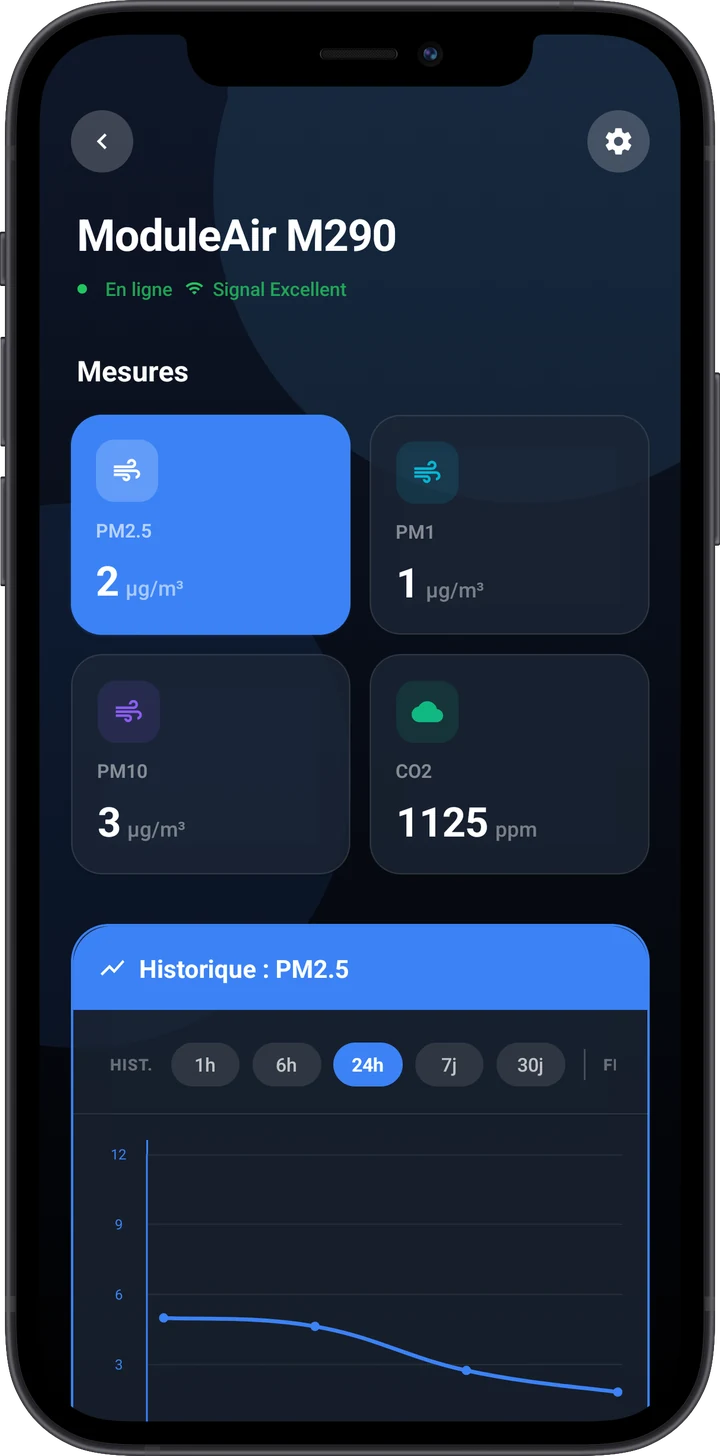 ModuleAir M290
En ligne Signal Excellent
Mesures
PM2.5
2 µg/m³
PM1
1 µg/m³
PM10
3 µg/m³
CO2
1125 ppm
Historique : PM2.5
HIST. 1h 6h 24h 7j 30j
12
9
6
3